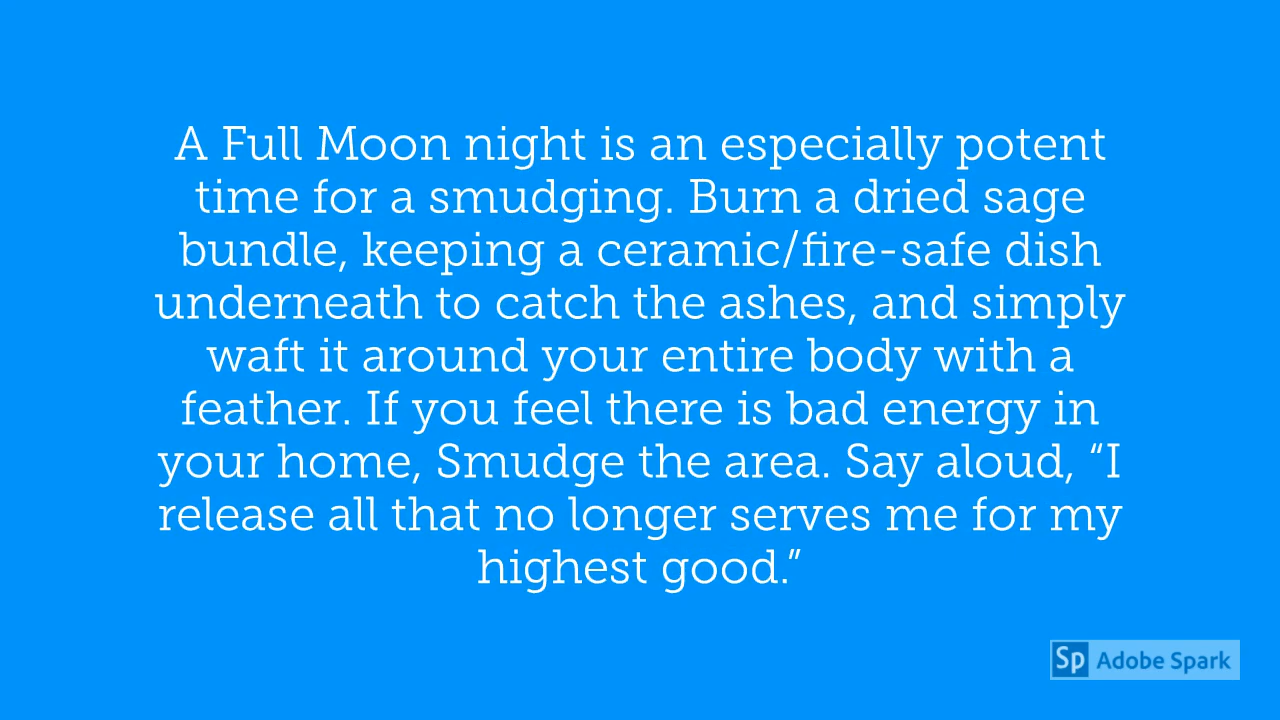 A Full Moon night is an especially potent
time for a smudging. Burn a dried sage
bundle, keeping a ceramic/fire-safe dish
underneath to catch the ashes, and simply
waft it around your entire body with a
feather. If you feel there is bad energy in
your home, Smudge the area. Say aloud, “I
release all that no longer serves me for my
highest good.”
Sp Adobe Spark